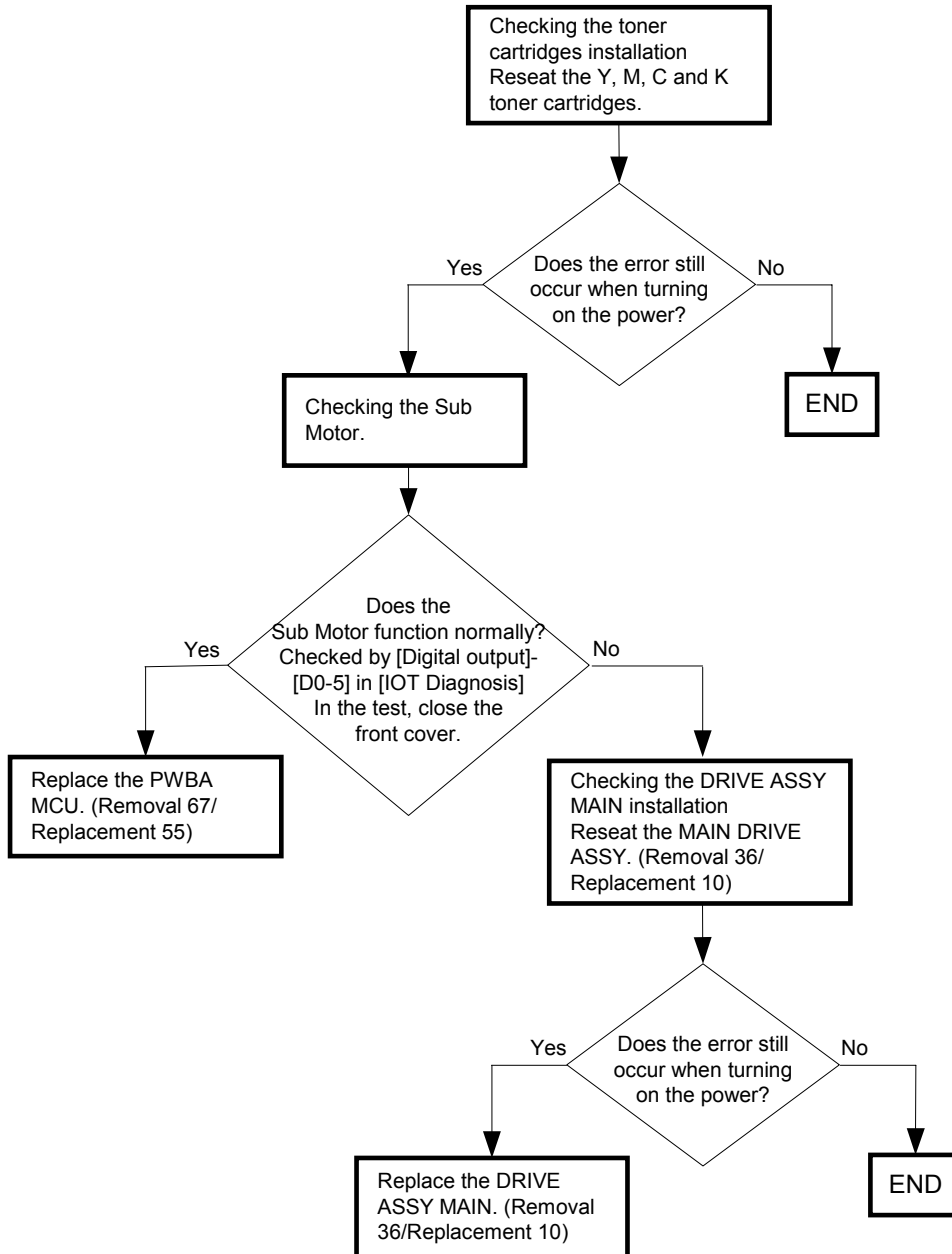 Checking the toner
cartridges installation
Reseat the Y, M, C and K
toner cartridges.
Yes
Does the error still
occur when turning
on the power?
No
Checking the Sub
Motor.
END
Does the
Sub Motor function normally?
Checked by [Digital output]-
[D0-5] in [IOT Diagnosis]
In the test, close the
front cover.
Yes
No
Replace the PWBA
MCU. (Removal 67/
Replacement 55)
Checking the DRIVE ASSY
MAIN installation
Reseat the MAIN DRIVE
ASSY. (Removal 36/
Replacement 10)
Yes
Does the error still
occur when turning
on the power?
No
Replace the DRIVE
ASSY MAIN. (Removal
36/Replacement 10)
END